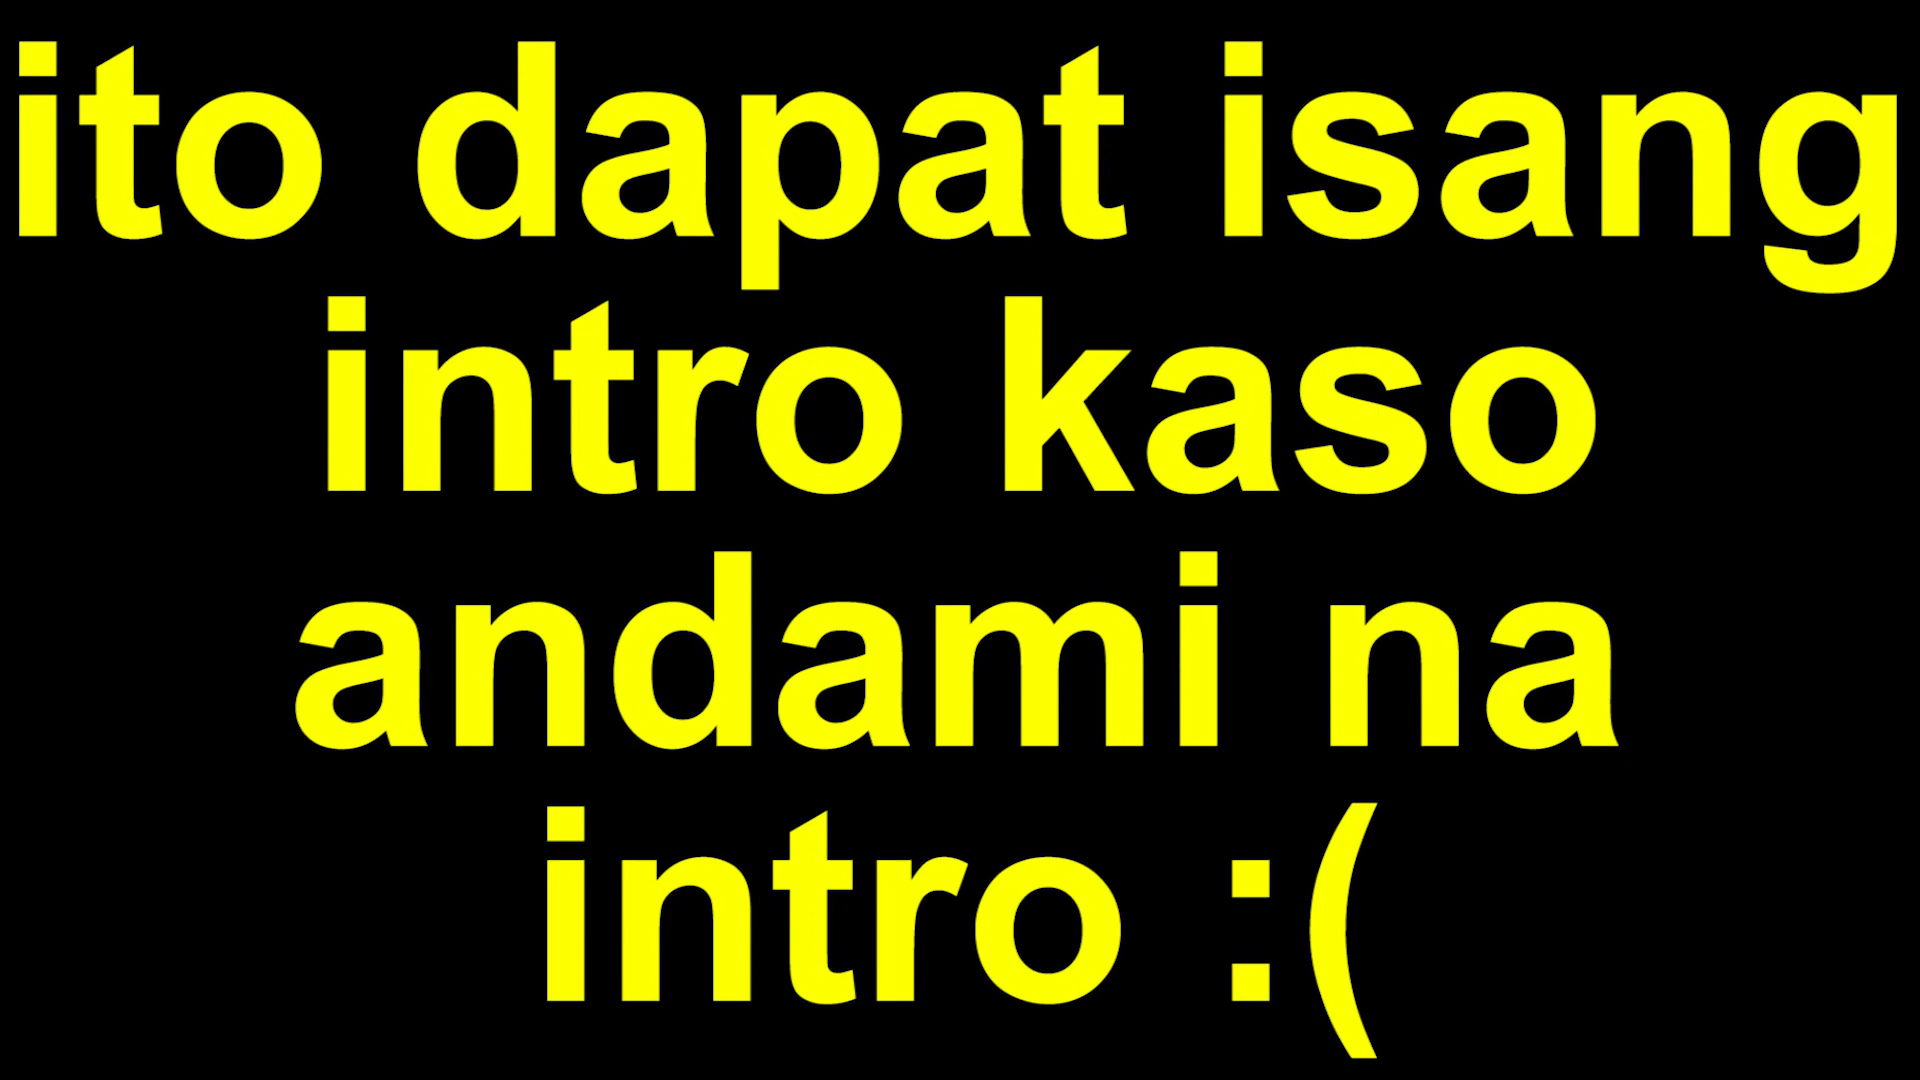 ito dapat isang
intro kaso
andami na
intro :(